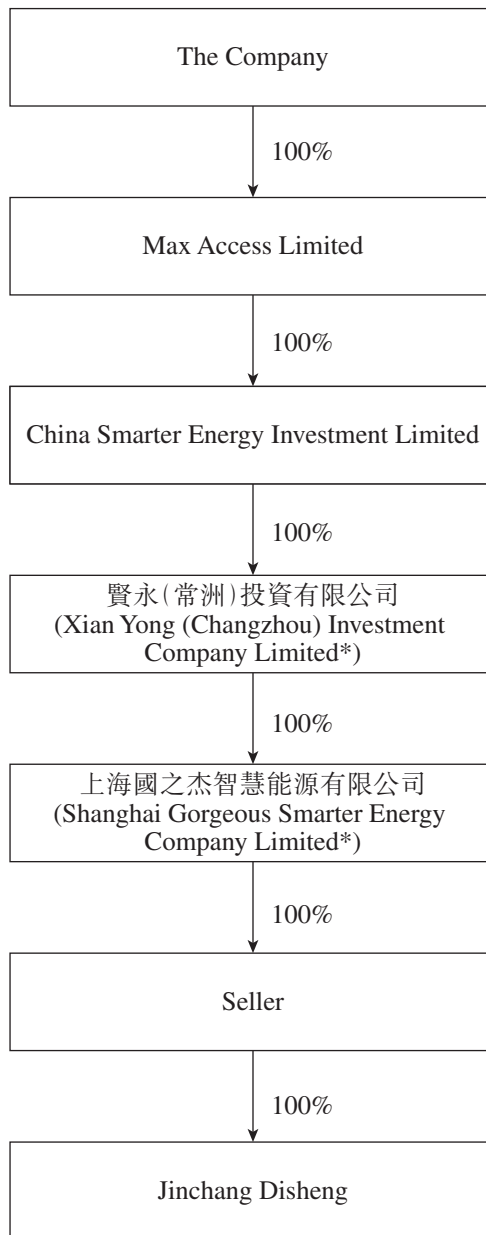 The Company
100%
Max Access Limited
100%
China Smarter Energy Investment Limited
100%
賢永(常洲)投資有限公司
(Xian Yong (Changzhou) Investment
Company Limited*)
100%
上海國之杰智慧能源有限公司
(Shanghai Gorgeous Smarter Energy
Company Limited*)
100%
Seller
100%
Jinchang Disheng